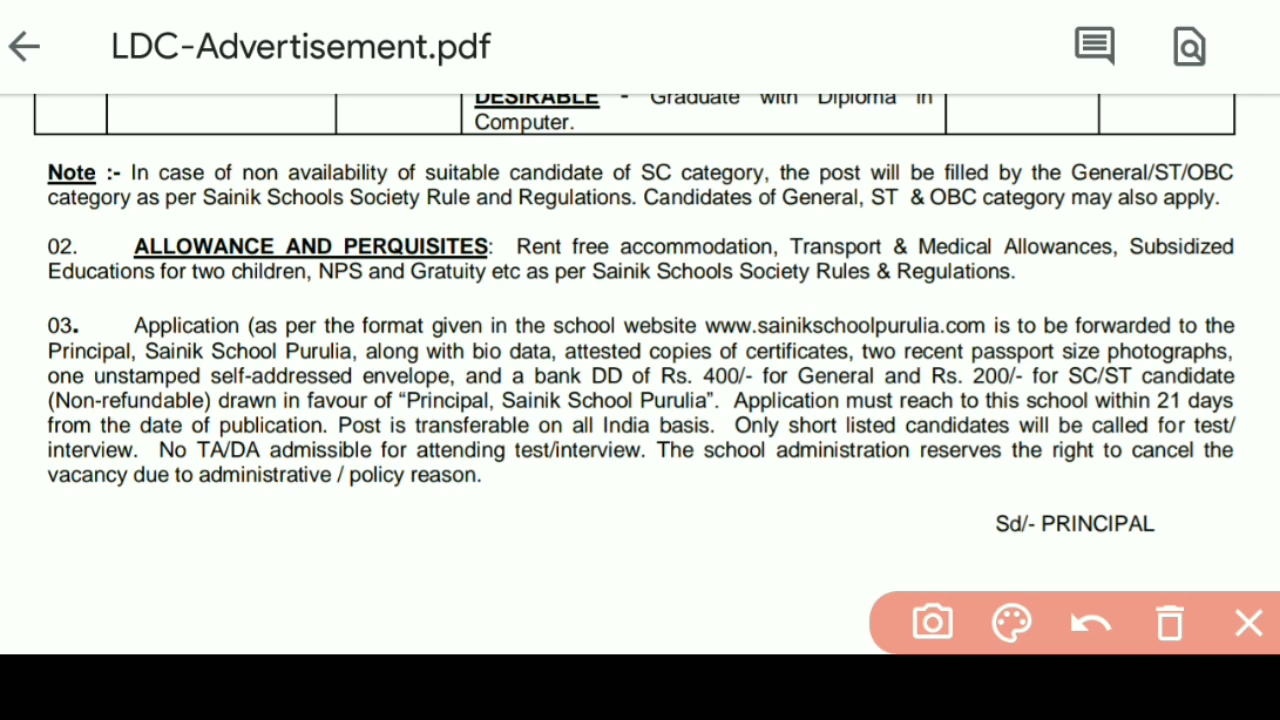 LDC-Advertisement.pdf
DESIRABLE - Graduate with Diploma in
Computer.
Note :- In case of non availability of suitable candidate of SC category, the post will be filled by the General/ST/OBC
category as per Sainik Schools Society Rule and Regulations. Candidates of General, ST & OBC category may also apply.
02. ALLOWANCE AND PERQUISITES: Rent free accommodation, Transport & Medical Allowances, Subsidized
Educations for two children, NPS and Gratuity etc as per Sainik Schools Society Rules & Regulations.
03. Application (as per the format given in the school website www.sainikschoolpurulia.com is to be forwarded to the
Principal, Sainik School Purulia, along with bio data, attested copies of certificates, two recent passport size photographs,
one unstamped self-addressed envelope, and a bank DD of Rs. 400/- for General and Rs. 200/- for SC/ST candidate
(Non-refundable) drawn in favour of “Principal, Sainik School Purulia”. Application must reach to this school within 21 days
from the date of publication. Post is transferable on all India basis. Only short listed candidates will be called for test/
interview. No TA/DA admissible for attending test/interview. The school administration reserves the right to cancel the
vacancy due to administrative / policy reason.
Sd/- PRINCIPAL